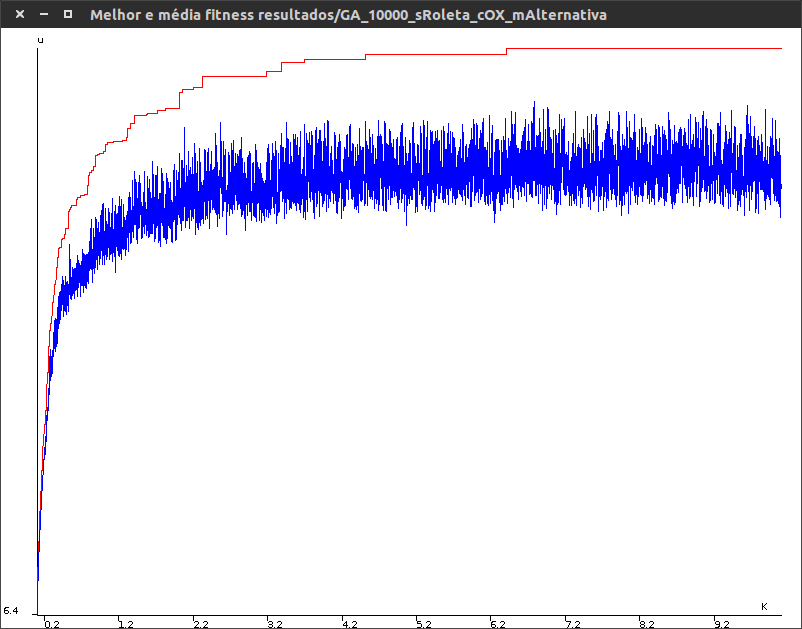 Melhor e média fitness resultados/GA_10000_sRoleta_cOX_mAlternativa
u
6.4
K
0.2 1.2 2.2 3.2 4.2 5.2 6.2 7.2 8.2 9.2